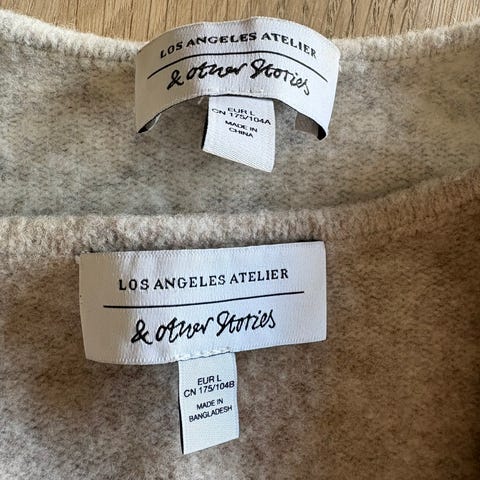 LOS ANGELES ATELIER
& other Stories
EUR L
CN 175/104A
MADE IN
CHINA
LOS ANGELES ATELIER
& other Stories
EUR L
CN 175/104B
MADE IN
BANGLADESH